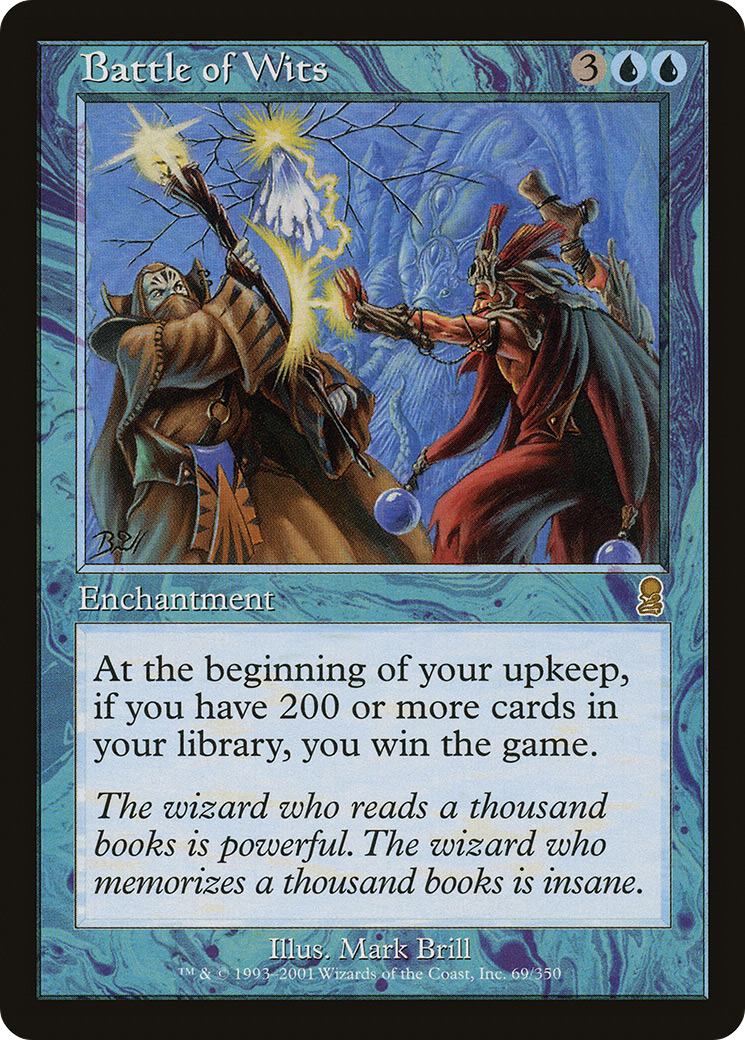 Battle of Wits 3
Brill
Enchantment
At the beginning of your upkeep,
if you have 200 or more cards in
your library, you win the game.
The wizard who reads a thousand
books is powerful. The wizard who
memorizes a thousand books is insane.
Illus. Mark Brill
™ & © 1993–2001 Wizards of the Coast, Inc. 69/350